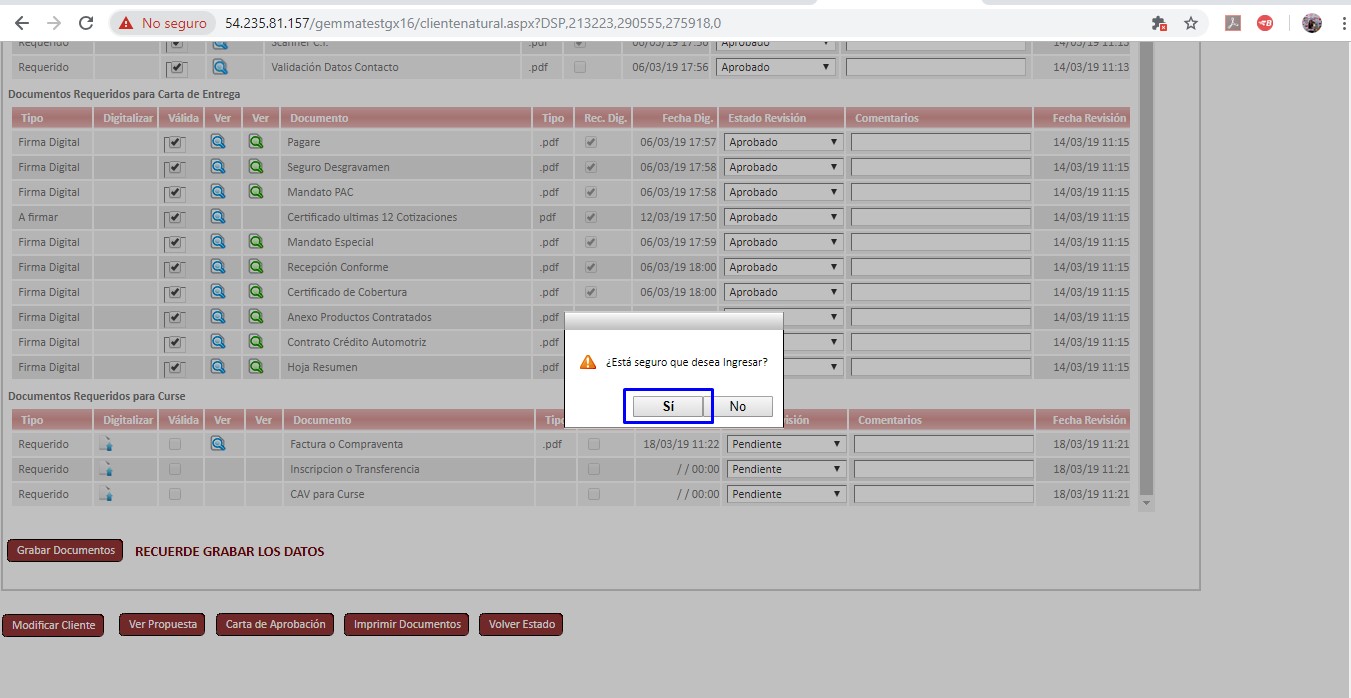 No seguro 54.235.81.157/gemmatestgx16/clientenatural.aspx?DSP,213223,290555,275918,0
Requerido Scanner C.I. .pdf 06/03/19 17:56 Aprobado 14/03/19 11:13
Requerido Validación Datos Contacto .pdf 06/03/19 17:56 Aprobado 14/03/19 11:13
Documentos Requeridos para Carta de Entrega
Tipo Digitalizar Válida Ver Ver Documento Tipo Rec. Dig. Fecha Dig. Estado Revisión Comentarios Fecha Revisión
Firma Digital Pagare .pdf 06/03/19 17:57 Aprobado 14/03/19 11:15
Firma Digital Seguro Desgravamen .pdf 06/03/19 17:58 Aprobado 14/03/19 11:15
Firma Digital Mandato PAC .pdf 06/03/19 17:58 Aprobado 14/03/19 11:15
A firmar Certificado ultimas 12 Cotizaciones pdf 12/03/19 17:50 Aprobado 14/03/19 11:15
Firma Digital Mandato Especial .pdf 06/03/19 17:59 Aprobado 14/03/19 11:15
Firma Digital Recepción Conforme .pdf 06/03/19 18:00 Aprobado 14/03/19 11:15
Firma Digital Certificado de Cobertura .pdf 06/03/19 18:00 Aprobado 14/03/19 11:15
Firma Digital Anexo Productos Contratados .pdf 14/03/19 11:15
Firma Digital Contrato Crédito Automotriz .pdf 14/03/19 11:15
Firma Digital Hoja Resumen .pdf 14/03/19 11:15
¿Está seguro que desea Ingresar?
Sí No
Documentos Requeridos para Curse
Tipo Digitalizar Válida Ver Ver Documento Comentarios Fecha Revisión
Requerido Factura o Compraventa .pdf 18/03/19 11:22 Pendiente 18/03/19 11:21
Requerido Inscripcion o Transferencia / / 00:00 Pendiente 18/03/19 11:21
Requerido CAV para Curse / / 00:00 Pendiente 18/03/19 11:21
Grabar Documentos RECUERDE GRABAR LOS DATOS
Modificar Cliente Ver Propuesta Carta de Aprobación Imprimir Documentos Volver Estado